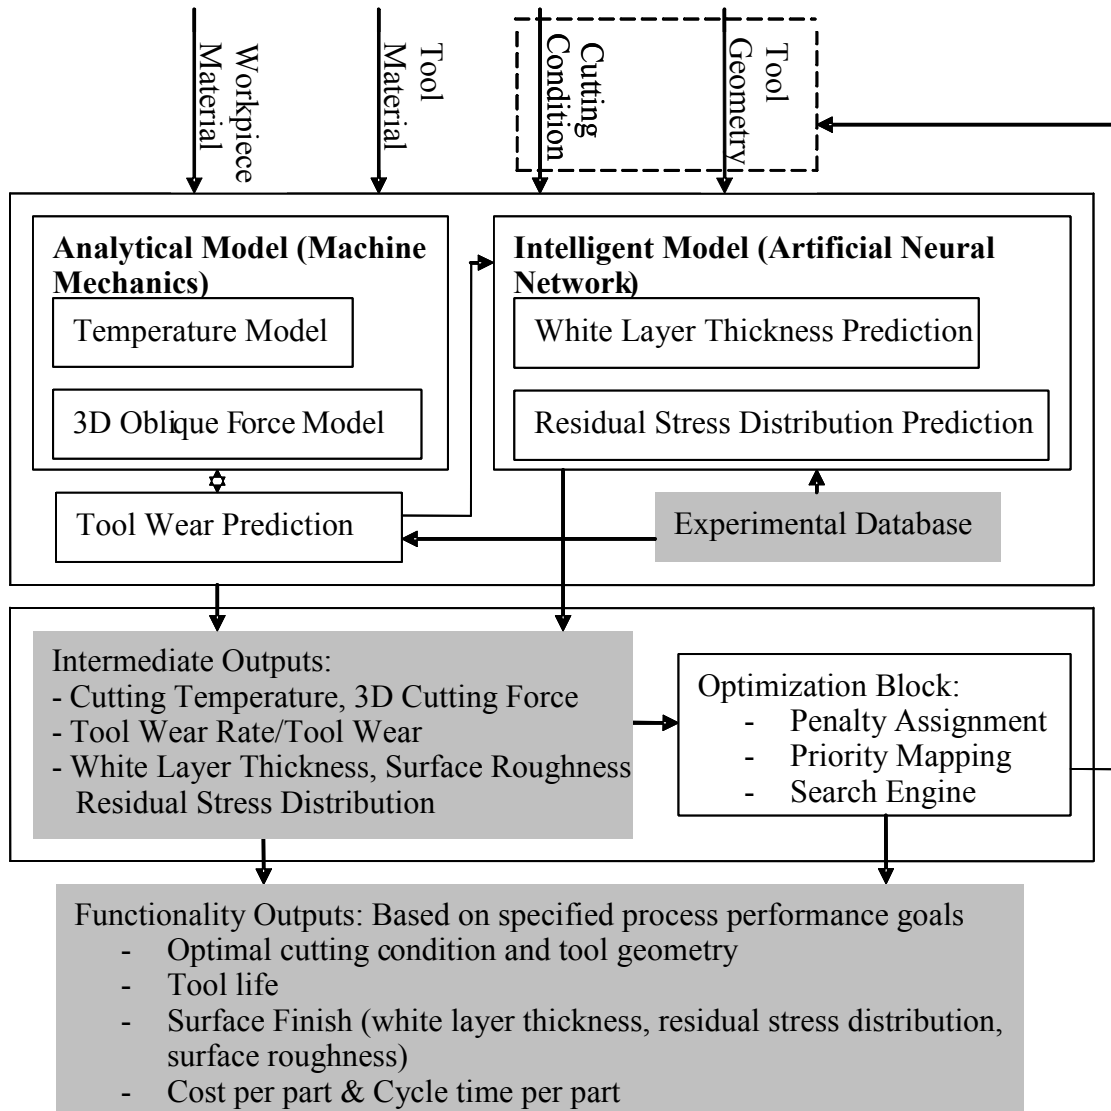 Workpiece
Material
Tool
Material
Cutting
Condition
Tool
Geometry
Analytical Model (Machine
Mechanics)
Temperature Model
3D Oblique Force Model
Tool Wear Prediction
Intelligent Model (Artificial Neural
Network)
White Layer Thickness Prediction
Residual Stress Distribution Prediction
Experimental Database
Intermediate Outputs:
- Cutting Temperature, 3D Cutting Force
- Tool Wear Rate/Tool Wear
- White Layer Thickness, Surface Roughness
Residual Stress Distribution
Optimization Block:
- Penalty Assignment
- Priority Mapping
- Search Engine
Functionality Outputs: Based on specified process performance goals
- Optimal cutting condition and tool geometry
- Tool life
- Surface Finish (white layer thickness, residual stress distribution,
surface roughness)
- Cost per part & Cycle time per part